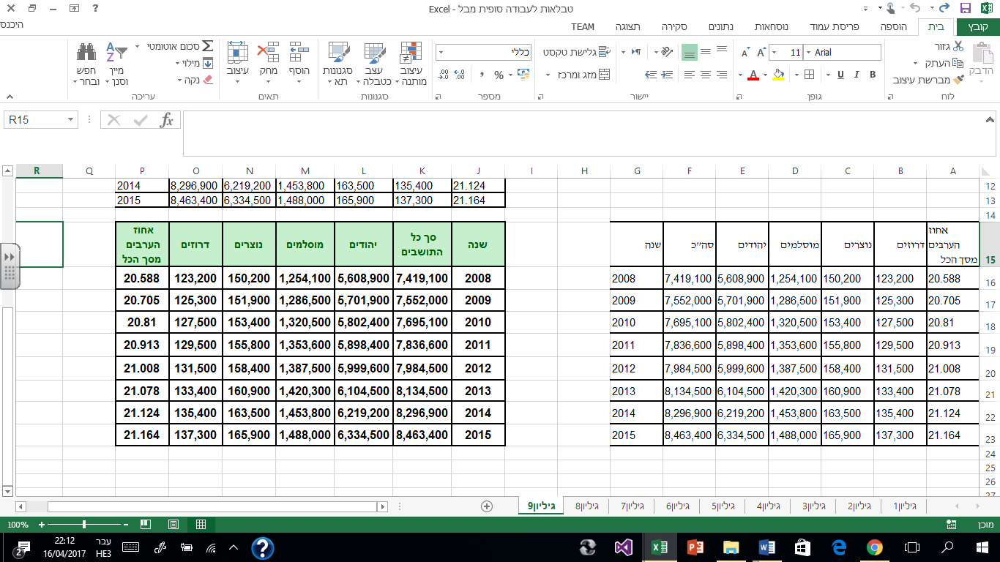 טבלאות לעבודה סופית מבל - Excel
קובץ בית הוספה פריסת עמוד נוסחאות נתונים סקירה תצוגה TEAM היכנס
הדבק גזור העתק מברשת עיצוב לוח
Arial 11 B I U גופן
גלישת טקסט מזג ומרכז יישור
כללי % , מספר
עיצוב מותנה עצב כטבלה סגנונות תא סגנונות
הוסף מחק עיצוב תאים
סכום אוטומטי מילוי נקה מיין וסנן חפש ובחר עריכה
R15 fx
A B C D E F G H I J K L M N O P Q R
12 21.124 135,400 163,500 1,453,800 6,219,200 8,296,900 2014
13 21.164 137,300 165,900 1,488,000 6,334,500 8,463,400 2015
14
15 אחוז הערבים מסך הכל דרוזים נוצרים מוסלמים יהודים סה״כ שנה שנה סך כל התושבים יהודים מוסלמים נוצרים דרוזים אחוז הערבים מסך הכל
16 20.588 123,200 150,200 1,254,100 5,608,900 7,419,100 2008 2008 7,419,100 5,608,900 1,254,100 150,200 123,200 20.588
17 20.705 125,300 151,900 1,286,500 5,701,900 7,552,000 2009 2009 7,552,000 5,701,900 1,286,500 151,900 125,300 20.705
18 20.81 127,500 153,400 1,320,500 5,802,400 7,695,100 2010 2010 7,695,100 5,802,400 1,320,500 153,400 127,500 20.81
19 20.913 129,500 155,800 1,353,600 5,898,400 7,836,600 2011 2011 7,836,600 5,898,400 1,353,600 155,800 129,500 20.913
20 21.008 131,500 158,400 1,387,500 5,999,600 7,984,500 2012 2012 7,984,500 5,999,600 1,387,500 158,400 131,500 21.008
21 21.078 133,400 160,900 1,420,300 6,104,500 8,134,500 2013 2013 8,134,500 6,104,500 1,420,300 160,900 133,400 21.078
22 21.124 135,400 163,500 1,453,800 6,219,200 8,296,900 2014 2014 8,296,900 6,219,200 1,453,800 163,500 135,400 21.124
23 21.164 137,300 165,900 1,488,000 6,334,500 8,463,400 2015 2015 8,463,400 6,334,500 1,488,000 165,900 137,300 21.164
24
25
26
27
גיליון1 גיליון2 גיליון3 גיליון4 גיליון5 גיליון6 גיליון7 גיליון8 גיליון9
מוכן 100%
עבר 22:12
HE3 16/04/2017 2